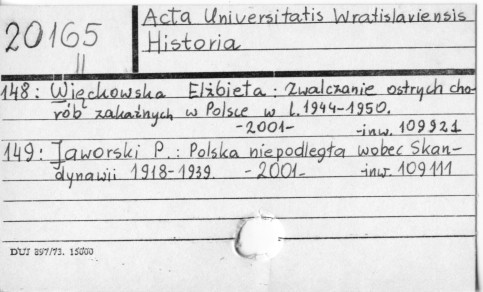 20165
II
Acta Universitatis Wratislaviensis
Historia
148: Więckowska Elżbieta: Zwalczanie ostrych cho-
rób zakaźnych w Polsce w l. 1944-1950.
-2001- -inw. 109921
149: Jaworski P.: Polska niepodległa wobec Skan-
dynawii 1918-1939. -2001- -inw. 109111
DUJ 897/73. 15000